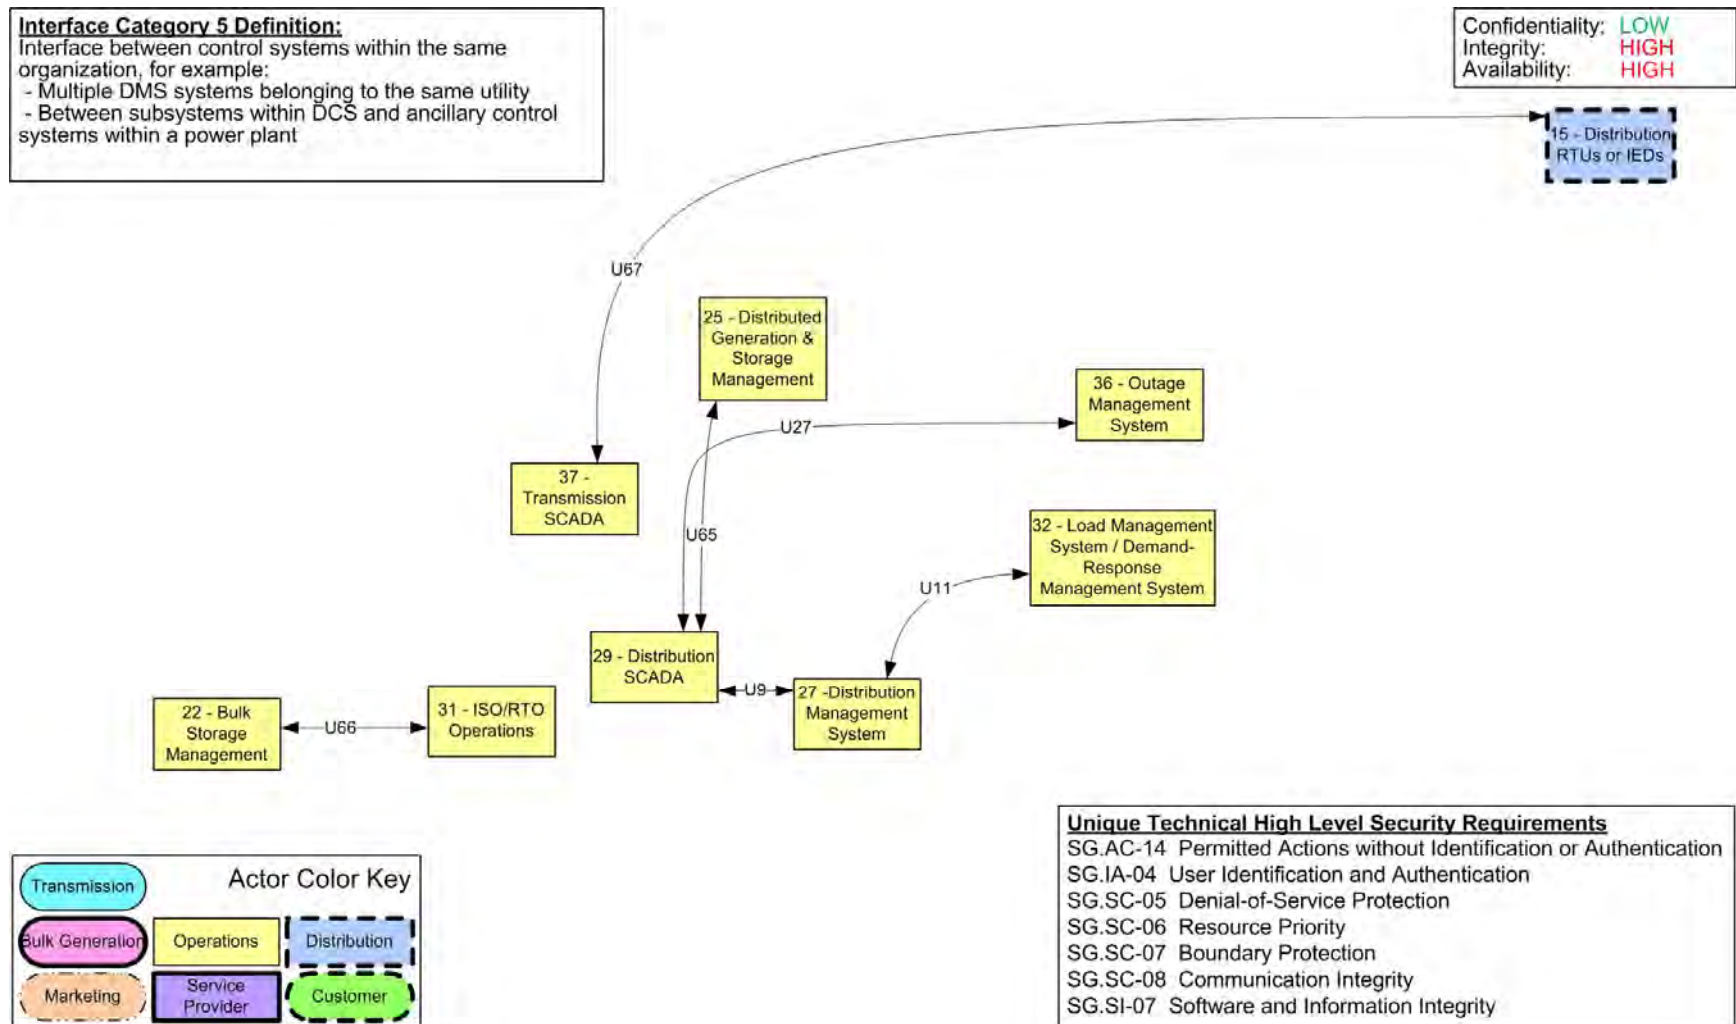 Interface Category 5 Definition:
Interface between control systems within the same
organization, for example:
- Multiple DMS systems belonging to the same utility
- Between subsystems within DCS and ancillary control
systems within a power plant
Confidentiality: LOW
Integrity: HIGH
Availability: HIGH
15 - Distribution
RTUs or IEDs
U67
25 - Distributed
Generation &
Storage
Management
36 - Outage
Management
System
U27
37 -
Transmission
SCADA
U65
32 - Load Management
System / Demand-
Response
Management System
U11
29 - Distribution
SCADA
U9
27 -Distribution
Management
System
22 - Bulk
Storage
Management
U66
31 - ISO/RTO
Operations
Actor Color Key
Transmission
Bulk Generation
Operations
Distribution
Marketing
Service
Provider
Customer
Unique Technical High Level Security Requirements
SG.AC-14 Permitted Actions without Identification or Authentication
SG.IA-04 User Identification and Authentication
SG.SC-05 Denial-of-Service Protection
SG.SC-06 Resource Priority
SG.SC-07 Boundary Protection
SG.SC-08 Communication Integrity
SG.SI-07 Software and Information Integrity